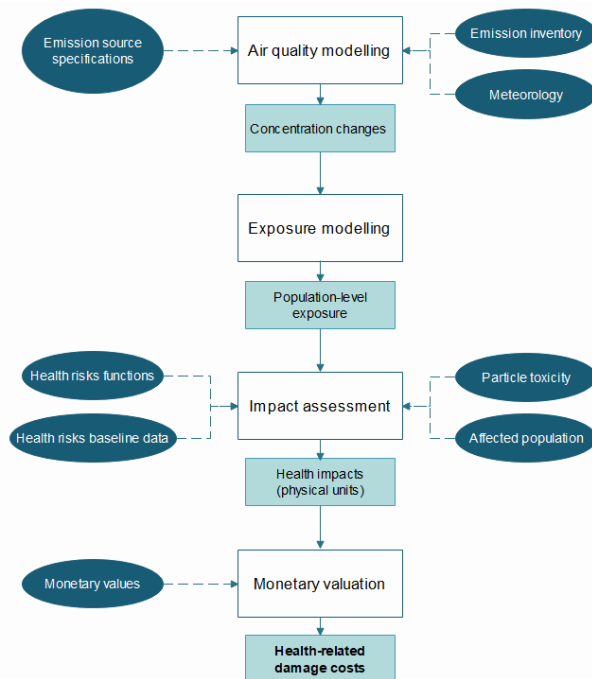 Emission source
specifications
Air quality modelling
Emission inventory
Meteorology
Concentration changes
Exposure modelling
Population-level
exposure
Health risks functions
Health risks baseline data
Impact assessment
Particle toxicity
Affected population
Health impacts
(physical units)
Monetary values
Monetary valuation
Health-related
damage costs